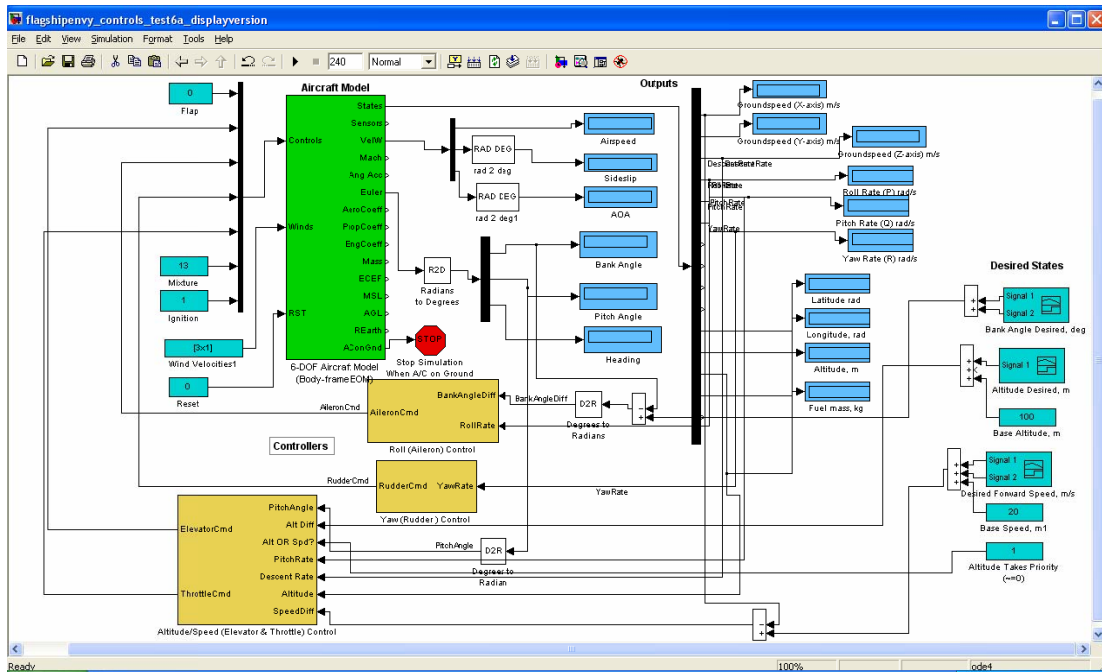 flagshipenvy_controls_test6a_displayversion
File Edit View Simulation Format Tools Help
240
Normal
0
Flap
Aircraft Model
Controls
Winds
RST
States
Sensors
VelW
Mach
Ang Acc
Euler
AeroCoeff
PropCoeff
EngCoeff
Mass
ECEF
MSL
AGL
REarth
AConGnd
6-DOF Aircraft Model
(Body-frame EOM)
13
Mixture
1
Ignition
[3x1]
Wind Velocities1
0
Reset
RAD DEG
rad 2 deg
RAD DEG
rad 2 deg1
R2D
Radians
to Degrees
STOP
Stop Simulation
When A/C on Ground
Airspeed
Sideslip
AOA
Bank Angle
Pitch Angle
Heading
Ouputs
Groundspeed (X-axis) m/s
Groundspeed (Y-axis) m/s
Groundspeed (Z-axis) m/s
Roll Rate (P) rad/s
Pitch Rate (Q) rad/s
Yaw Rate (R) rad/s
PitchRate
YawRate
Latitude rad
Longitude, rad
Altitude, m
Fuel mass, kg
Desired States
Signal 1
Signal 2
Bank Angle Desired, deg
Signal 1
Altitude Desired, m
100
Base Altitude, m
Signal 1
Signal 2
Desired Forward Speed, m/s
20
Base Speed, m1
1
Altitude Takes Priority
(~=0)
AileronCmd
AileronCmd
BankAngleDiff
RollRate
Roll (Aileron) Control
BankAngleDiff
D2R
Degrees to
Radians
Controllers
RudderCmd
RudderCmd
YawRate
Yaw (Rudder) Control
YawRate
ElevatorCmd
ThrottleCmd
PitchAngle
Alt Diff
Alt OR Spd?
PitchRate
Descent Rate
Altitude
SpeedDiff
Altitude/Speed (Elevator & Throttle) Control
PitchAngle
D2R
Degrees to
Radian
Ready
100%
ode4